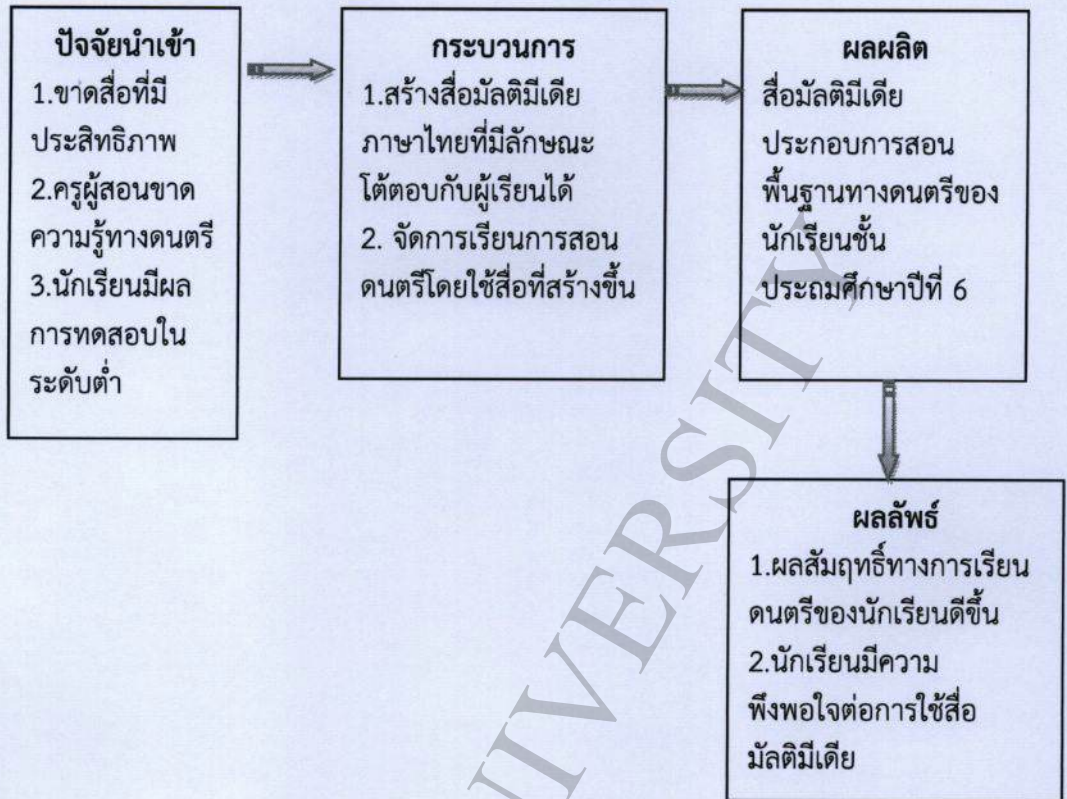 ปัจจัยนำเข้า
1.ขาดสื่อที่มี
ประสิทธิภาพ
2.ครูผู้สอนขาด
ความรู้ทางดนตรี
3.นักเรียนมีผล
การทดสอบใน
ระดับต่ำ
กระบวนการ
1.สร้างสื่อมัลติมีเดีย
ภาษาไทยที่มีลักษณะ
โต้ตอบกับผู้เรียนได้
2. จัดการเรียนการสอน
ดนตรีโดยใช้สื่อที่สร้างขึ้น
ผลผลิต
สื่อมัลติมีเดีย
ประกอบการสอน
พื้นฐานทางดนตรีของ
นักเรียนชั้น
ประถมศึกษาปีที่ 6
ผลลัพธ์
1.ผลสัมฤทธิ์ทางการเรียน
ดนตรีของนักเรียนดีขึ้น
2.นักเรียนมีความ
พึงพอใจต่อการใช้สื่อ
มัลติมีเดีย
NIVERSITY